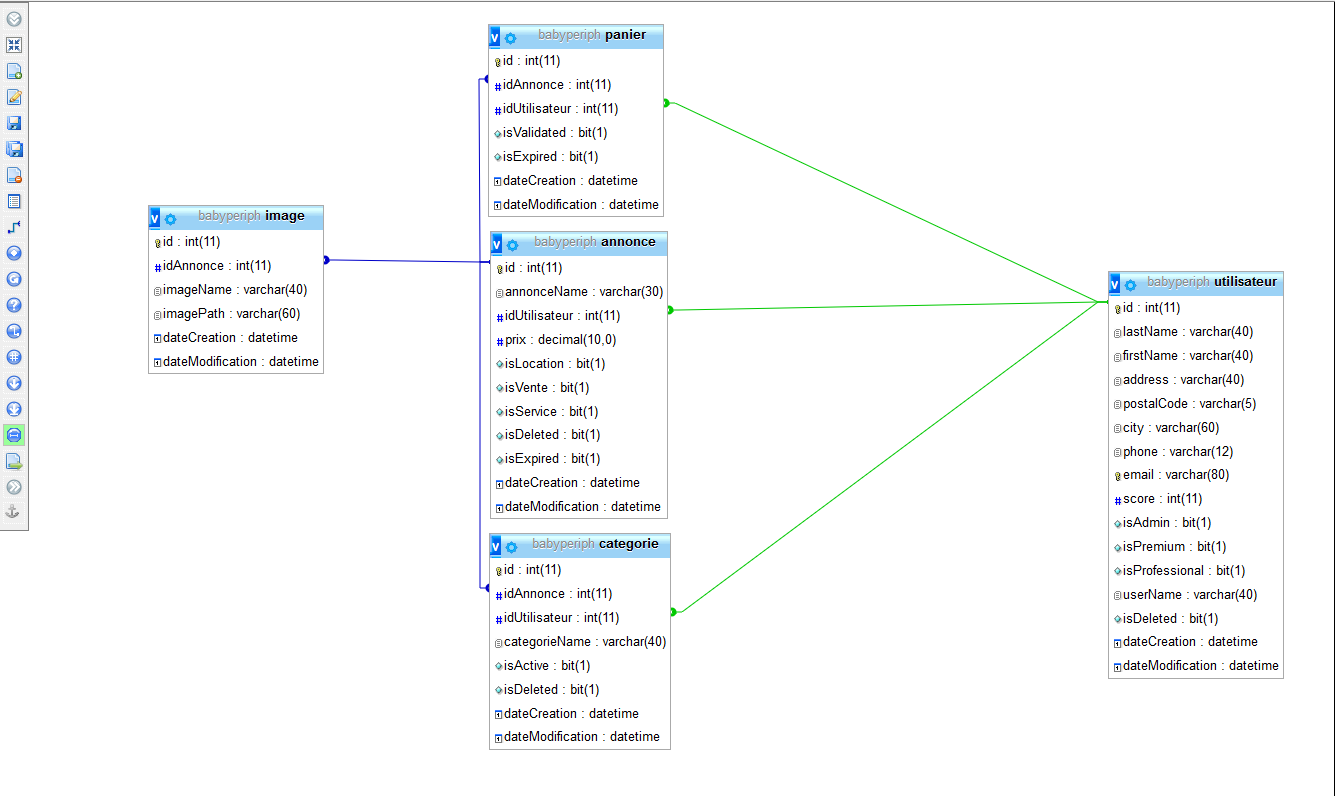 babyperiph panier
id : int(11)
idAnnonce : int(11)
idUtilisateur : int(11)
isValidated : bit(1)
isExpired : bit(1)
dateCreation : datetime
dateModification : datetime
babyperiph image
id : int(11)
idAnnonce : int(11)
imageName : varchar(40)
imagePath : varchar(60)
dateCreation : datetime
dateModification : datetime
babyperiph annonce
id : int(11)
annonceName : varchar(30)
idUtilisateur : int(11)
prix : decimal(10,0)
isLocation : bit(1)
isVente : bit(1)
isService : bit(1)
isDeleted : bit(1)
isExpired : bit(1)
dateCreation : datetime
dateModification : datetime
babyperiph categorie
id : int(11)
idAnnonce : int(11)
idUtilisateur : int(11)
categorieName : varchar(40)
isActive : bit(1)
isDeleted : bit(1)
dateCreation : datetime
dateModification : datetime
babyperiph utilisateur
id : int(11)
lastName : varchar(40)
firstName : varchar(40)
address : varchar(40)
postalCode : varchar(5)
city : varchar(60)
phone : varchar(12)
email : varchar(80)
score : int(11)
isAdmin : bit(1)
isPremium : bit(1)
isProfessional : bit(1)
userName : varchar(40)
isDeleted : bit(1)
dateCreation : datetime
dateModification : datetime